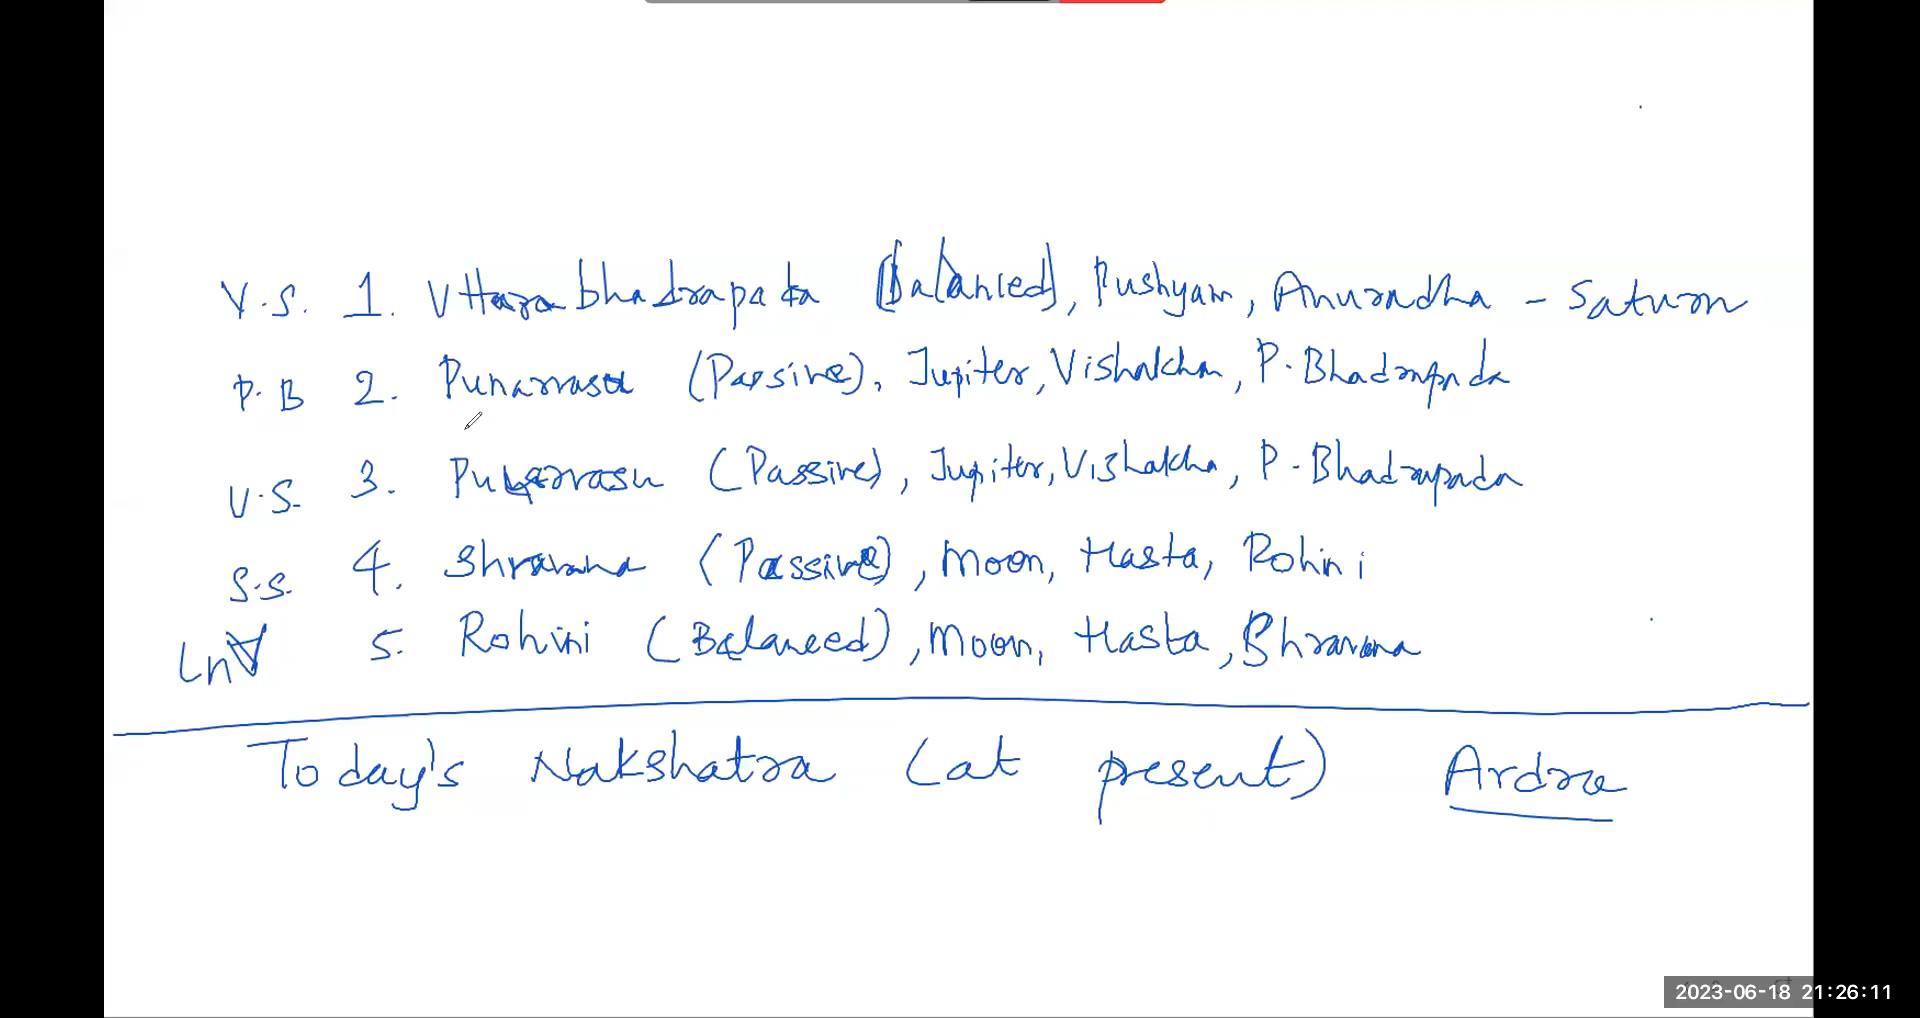 V.S. 1. Uttarabhadrapada (Balanced), Pushyam, Anuradha - Saturn
P.B 2. Punarvasu (Passive), Jupiter, Vishakha, P.Bhadrapada
V.S. 3. Punarvasu (Passive), Jupiter, Vishakha, P.Bhadrapada
S.S. 4. Shravana (Passive), Moon, Hasta, Rohini
5. Rohini (Balanced), Moon, Hasta, Shravana
Today's Nakshatra (at present) Ardra
2023-06-18 21:26:11